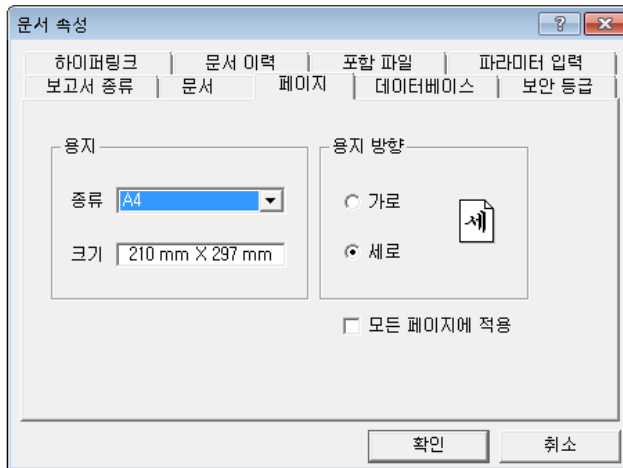 문서 속성
하이퍼링크 문서 이력 포함 파일 파라미터 입력
보고서 종류 문서 페이지 데이터베이스 보안 등급
용지
종류 A4
크기 210 mm X 297 mm
용지 방향
가로
세로
세
모든 페이지에 적용
확인 취소